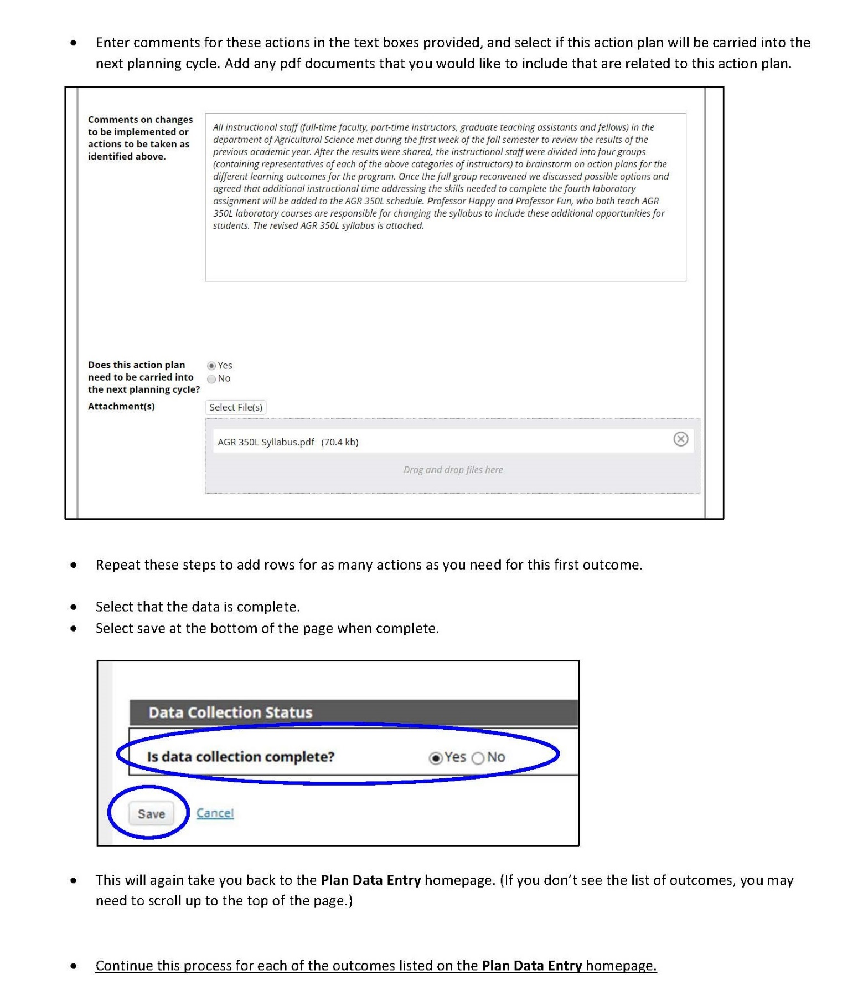 • Enter comments for these actions in the text boxes provided, and select if this action plan will be carried into the
next planning cycle. Add any pdf documents that you would like to include that are related to this action plan.
Comments on changes
to be implemented or
actions to be taken as
identified above.
All instructional staff (full-time faculty, part-time instructors, graduate teaching assistants and fellows) in the
department of Agricultural Science met during the first week of the fall semester to review the results of the
previous academic year. After the results were shared, the instructional staff were divided into four groups
(containing representatives of each of the above categories of instructors) to brainstorm on action plans for the
different learning outcomes for the program. Once the full group reconvened we discussed possible options and
agreed that additional instructional time addressing the skills needed to complete the fourth laboratory
assignment will be added to the AGR 350L schedule. Professor Happy and Professor Fun, who both teach AGR
350L laboratory courses are responsible for changing the syllabus to include these additional opportunities for
students. The revised AGR 350L syllabus is attached.
Does this action plan
need to be carried into
the next planning cycle?
Yes
No
Attachment(s)
Select File(s)
AGR 350L Syllabus.pdf (70.4 kb)
Drag and drop files here
• Repeat these steps to add rows for as many actions as you need for this first outcome.
• Select that the data is complete.
• Select save at the bottom of the page when complete.
Data Collection Status
Is data collection complete? Yes No
Save Cancel
• This will again take you back to the Plan Data Entry homepage. (If you don't see the list of outcomes, you may
need to scroll up to the top of the page.)
• Continue this process for each of the outcomes listed on the Plan Data Entry homepage.